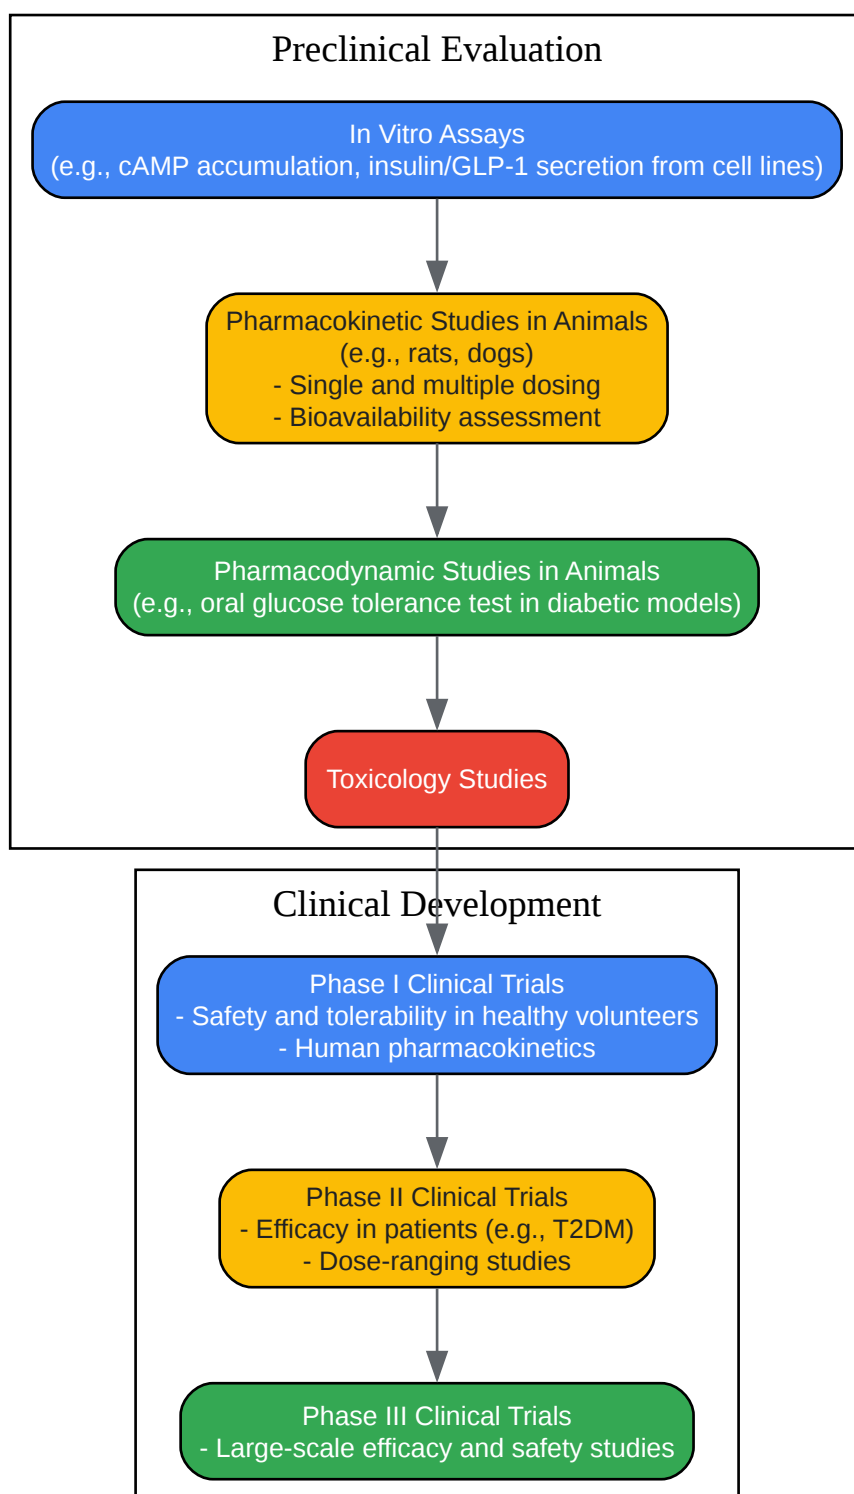 Preclinical Evaluation
In Vitro Assays
(e.g., cAMP accumulation, insulin/GLP-1 secretion from cell lines)
Pharmacokinetic Studies in Animals
(e.g., rats, dogs)
- Single and multiple dosing
- Bioavailability assessment
Pharmacodynamic Studies in Animals
(e.g., oral glucose tolerance test in diabetic models)
Toxicology Studies
Clinical Development
Phase I Clinical Trials
- Safety and tolerability in healthy volunteers
- Human pharmacokinetics
Phase II Clinical Trials
- Efficacy in patients (e.g., T2DM)
- Dose-ranging studies
Phase III Clinical Trials
- Large-scale efficacy and safety studies